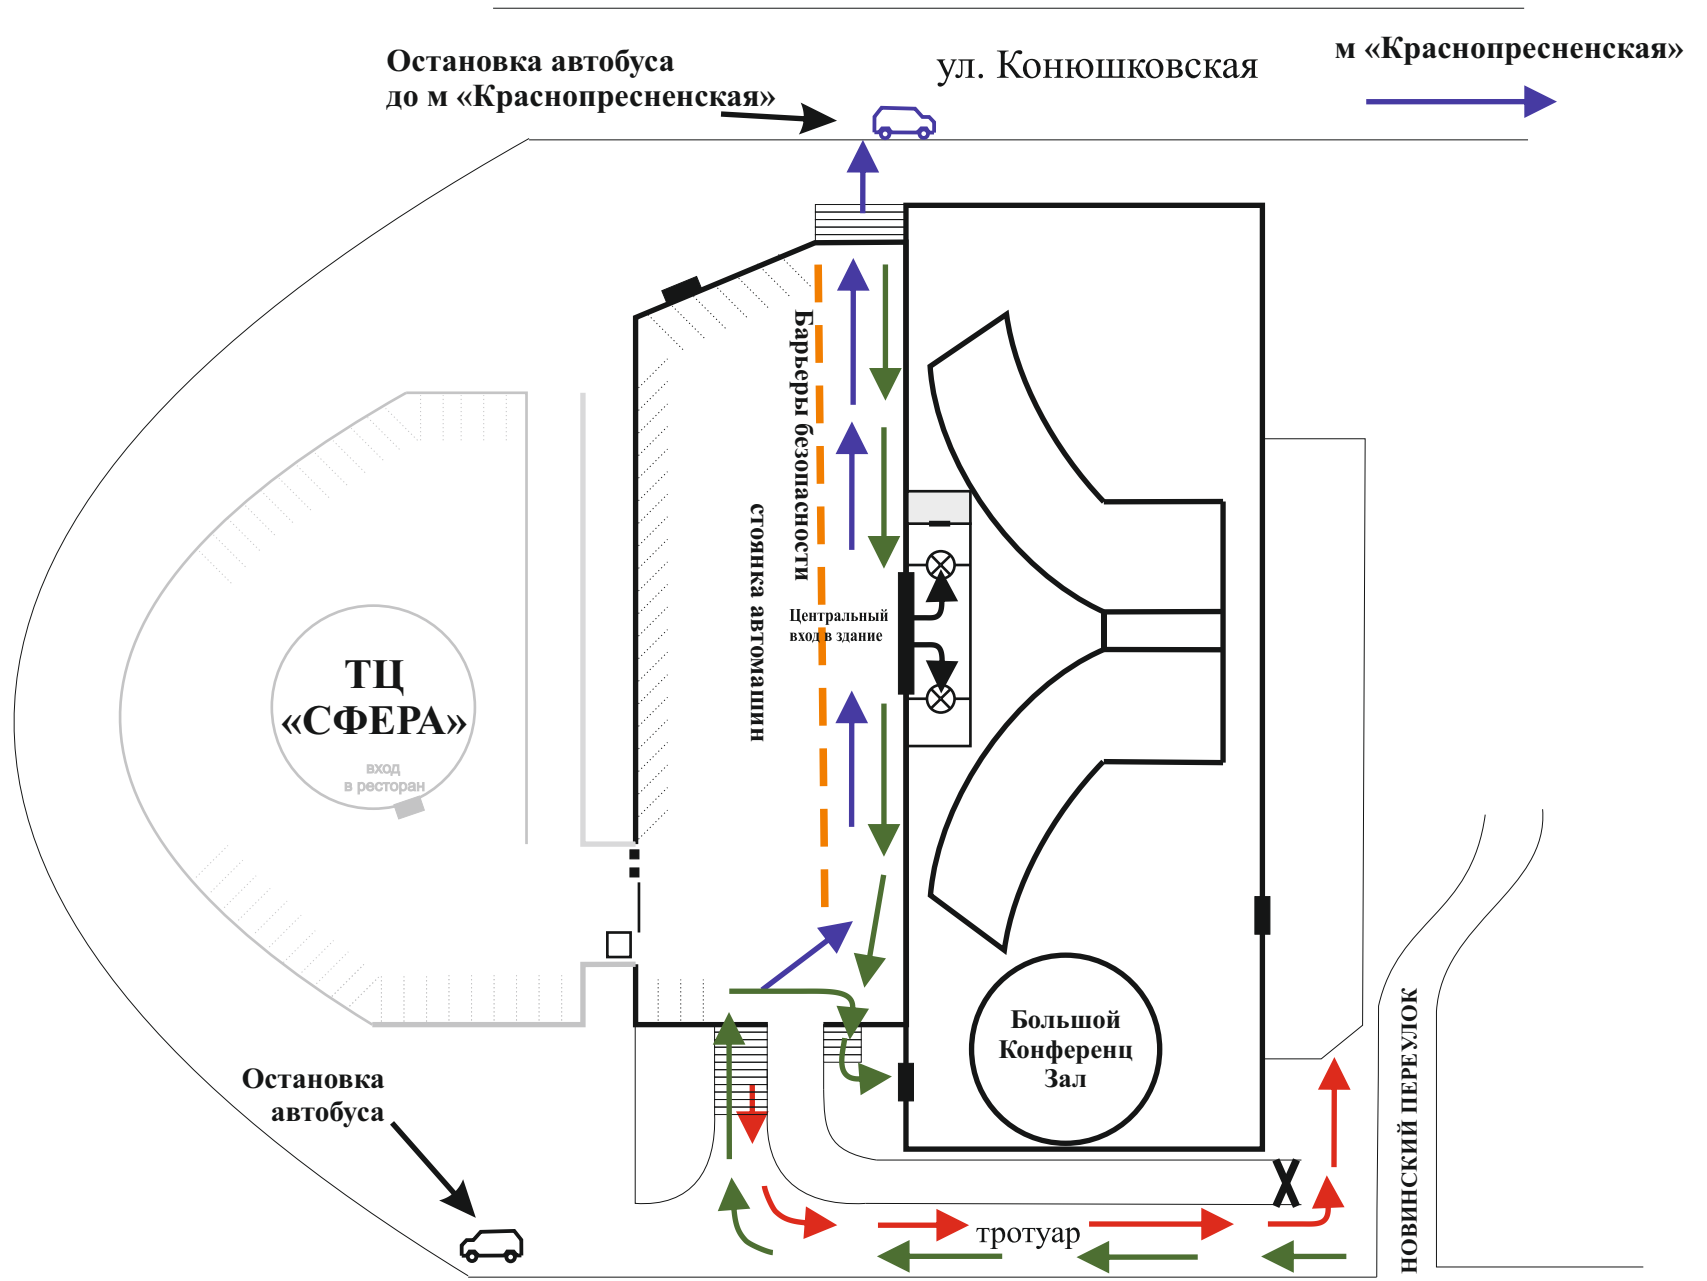 Остановка автобуса
до м «Краснопресненская»
ул. Конюшковская
м «Краснопресненская»
Барьеры безопасности
стоянка автомашин
Центральный
вход в здание
ТЦ
«СФЕРА»
вход
в ресторан
Большой
Конференц
Зал
Остановка
автобуса
тротуар
НОВИНСКИЙ ПЕРЕУЛОК